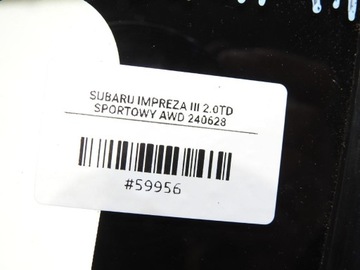 SUBARU IMPREZA III 2.0TD
SPORTOWY AWD 240628
#59956